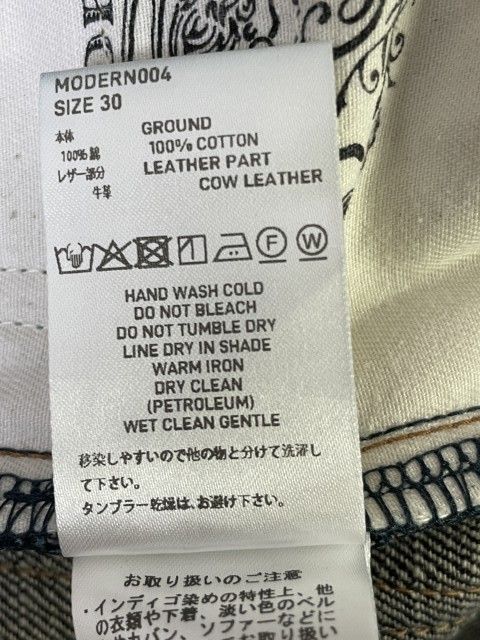 MODERN004
SIZE 30
本体 GROUND
100%綿 100% COTTON
レザー部分 LEATHER PART
牛革 COW LEATHER
F W
HAND WASH COLD
DO NOT BLEACH
DO NOT TUMBLE DRY
LINE DRY IN SHADE
WARM IRON
DRY CLEAN
(PETROLEUM)
WET CLEAN GENTLE
移染しやすいので他の物と分けて洗濯し
て下さい。
タンブラー乾燥は、お避け下さい。
お取り扱いのご注意
・インディゴ染めの特性上、他
の衣類や下着、淡い色のベル
やカバン、ソファーなどに